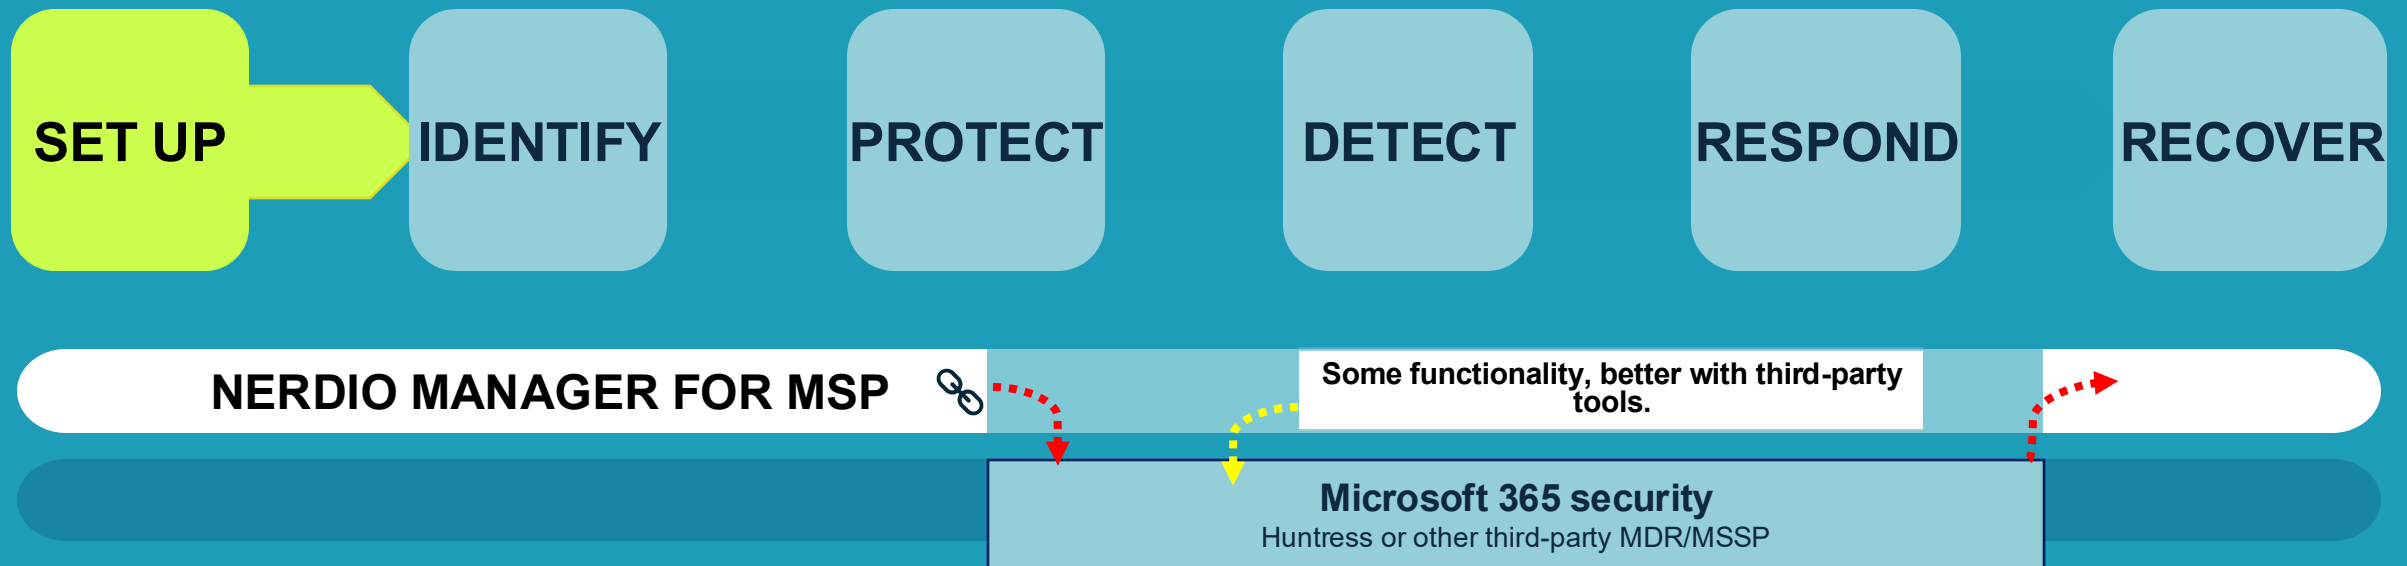 SET UP
IDENTIFY
PROTECT
DETECT
RESPOND
RECOVER
NERDIO MANAGER FOR MSP
Some functionality, better with third-party
tools.
Microsoft 365 security
Huntress or other third-party MDR/MSSP